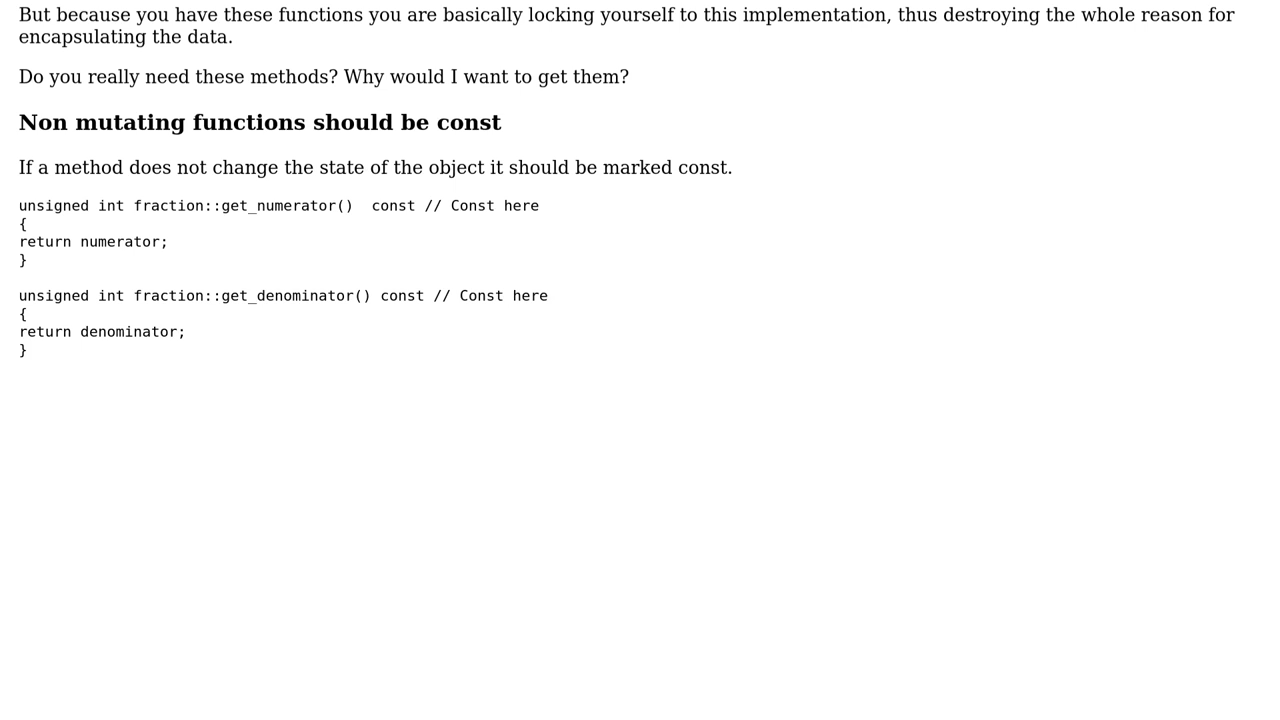 But because you have these functions you are basically locking yourself to this implementation, thus destroying the whole reason for
encapsulating the data.
Do you really need these methods? Why would I want to get them?
Non mutating functions should be const
If a method does not change the state of the object it should be marked const.
unsigned int fraction::get_numerator()  const // Const here
{
return numerator;
}
unsigned int fraction::get_denominator() const // Const here
{
return denominator;
}